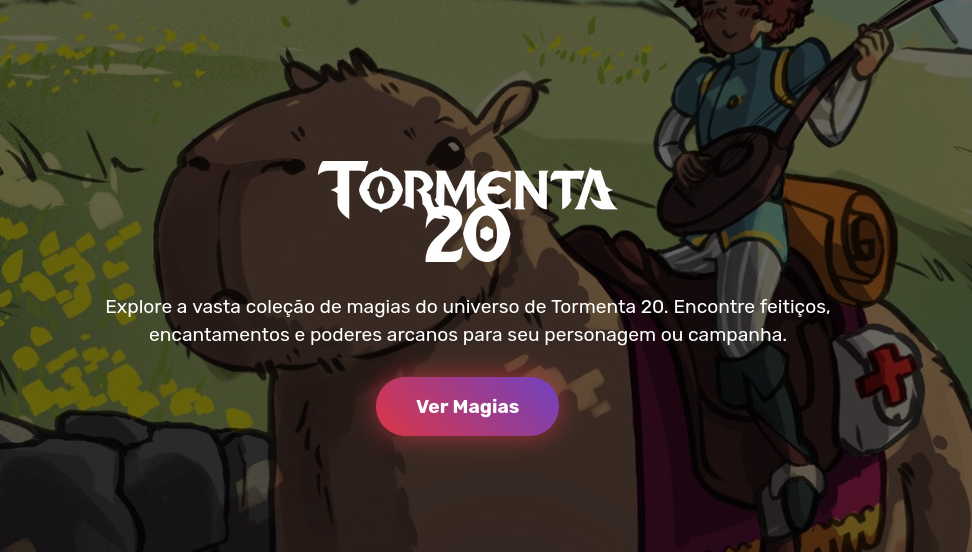 TORMENTA
20
Explore a vasta coleção de magias do universo de Tormenta 20. Encontre feitiços,
encantamentos e poderes arcanos para seu personagem ou campanha.
Ver Magias